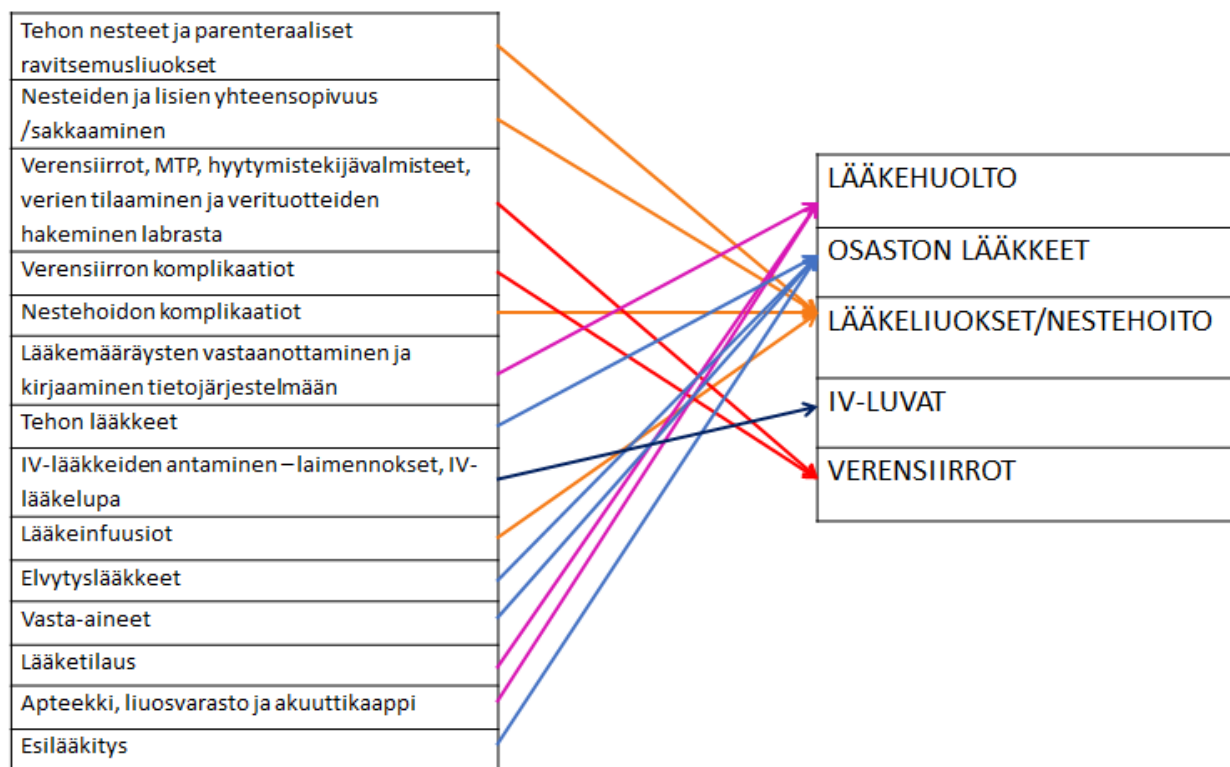 Tehon nesteet ja parenteraaliset
ravitsemusliuokset
Nesteiden ja lisien yhteensopivuus
/sakkaaminen
Verensiirrot, MTP, hyytymistekijävalmisteet,
verien tilaaminen ja verituotteiden
hakeminen labrasta
Verensiirron komplikaatiot
Nestehoidon komplikaatiot
Lääkemääräysten vastaanottaminen ja
kirjaaminen tietojärjestelmään
Tehon lääkkeet
IV-lääkkeiden antaminen – laimennokset, IV-
lääkelupa
Lääkeinfuusiot
Elvytyslääkkeet
Vasta-aineet
Lääketilaus
Apteekki, liuosvarasto ja akuuttikaappi
Esilääkitys
LÄÄKEHUOLTO
OSASTON LÄÄKKEET
LÄÄKELIUOKSET/NESTEHOITO
IV-LUVAT
VERENSIIRROT